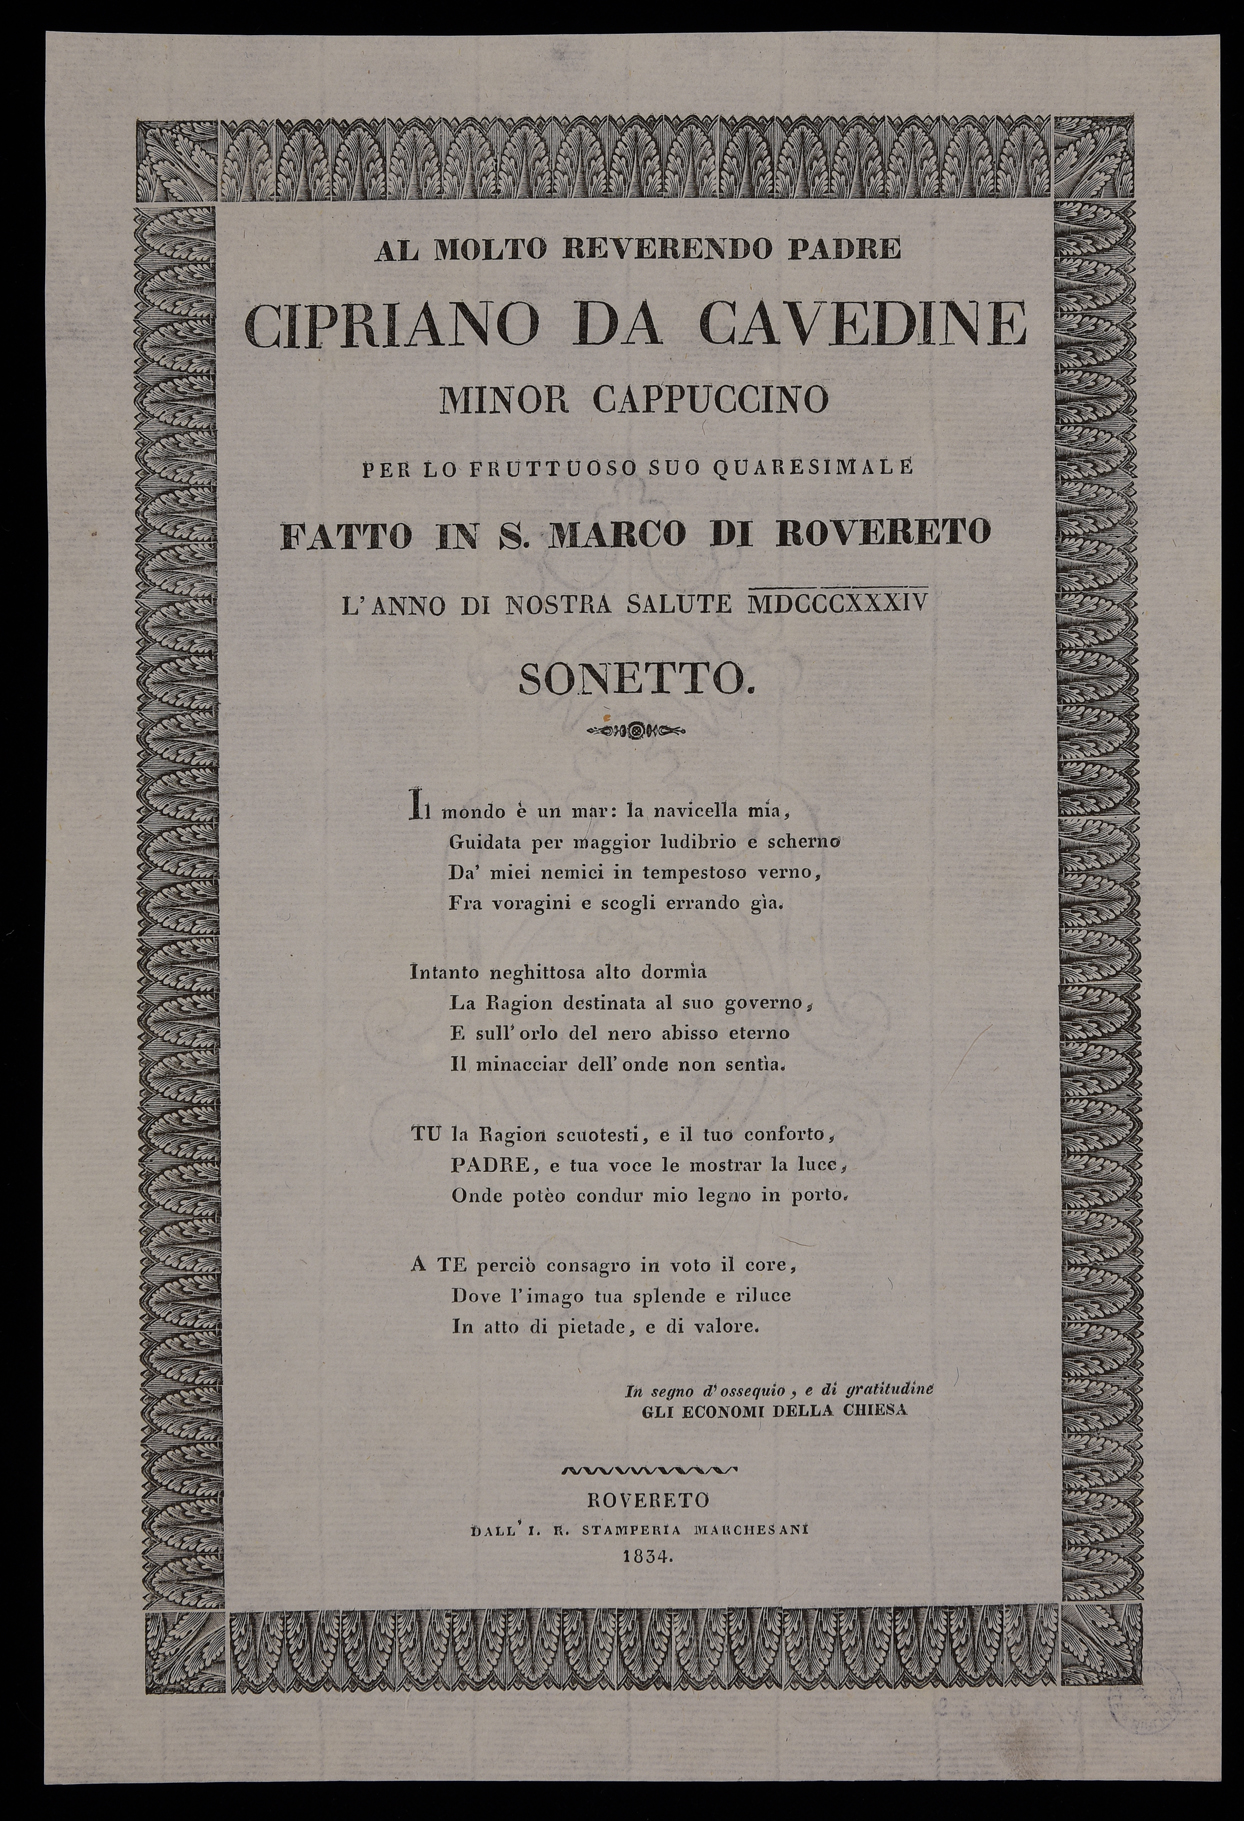 AL MOLTO REVERENDO PADRE
CIPRIANO DA CAVEDINE
MINOR CAPPUCCINO
PER LO FRUTTUOSO SUO QUARESIMALE
FATTO IN S. MARCO DI ROVERETO
L'ANNO DI NOSTRA SALUTE MDCCCXXXIV
SONETTO.
Il mondo è un mar: la navicella mia,
Guidata per maggior ludibrio e scherno
Da' miei nemici in tempestoso verno,
Fra voragini e scogli errando gìa.
Intanto neghittosa alto dormìa
La Ragion destinata al suo governo,
E sull'orlo del nero abisso eterno
Il minacciar dell'onde non sentìa.
TU la Ragion scuotesti, e il tuo conforto,
PADRE, e tua voce le mostrar la luce,
Onde potèo condur mio legno in porto.
A TE perciò consagro in voto il core,
Dove l'imago tua splende e riluce
In atto di pietade, e di valore.
In segno d'ossequio, e di gratitudine
GLI ECONOMI DELLA CHIESA
ROVERETO
DALL'I. R. STAMPERIA MARCHESANI
1834.